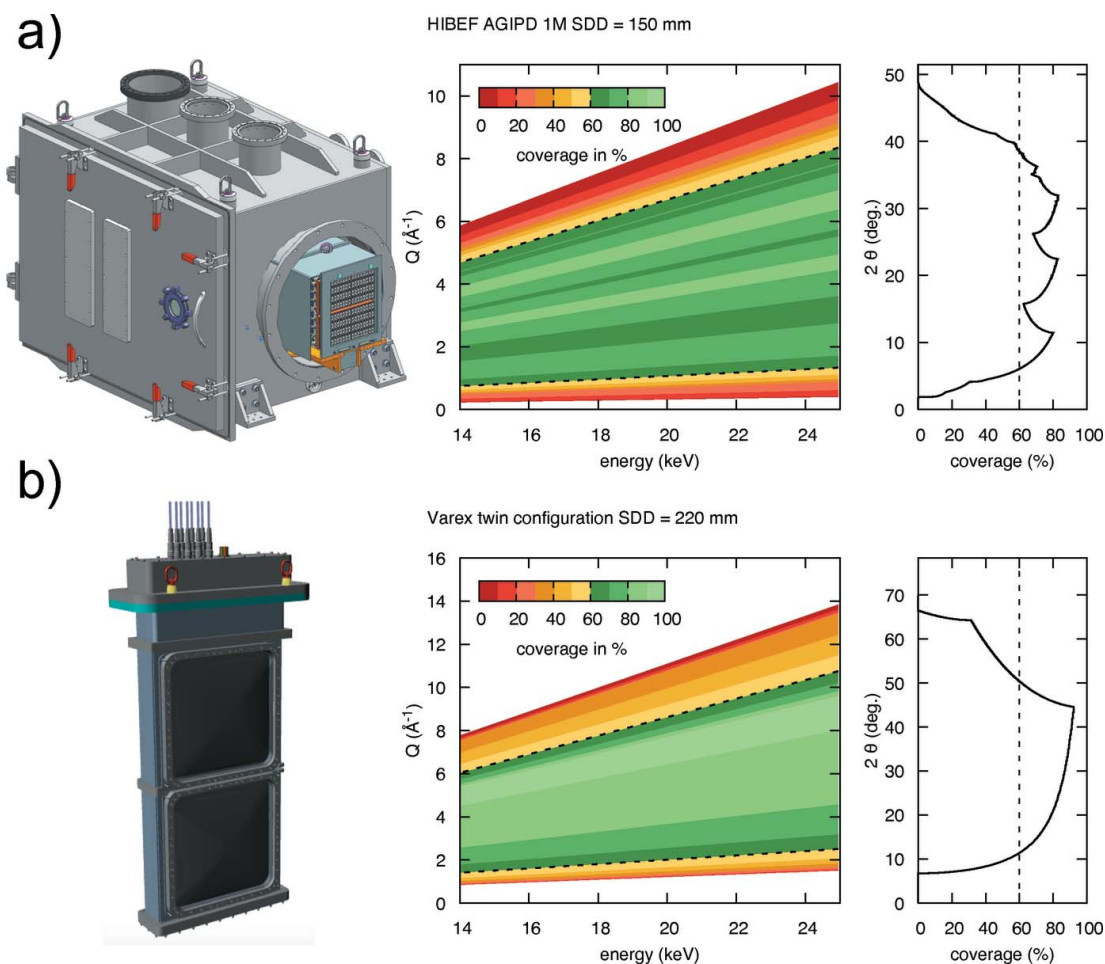 a)
HIBEF AGIPD 1M SDD = 150 mm
10
8
6
4
2
0
Q (Å⁻¹)
0 20 40 60 80 100
coverage in %
14 16 18 20 22 24
energy (keV)
50
40
30
20
10
0
2 θ (deg.)
0 20 40 60 80 100
coverage (%)
b)
Varex twin configuration SDD = 220 mm
16
14
12
10
8
6
4
2
0
Q (Å⁻¹)
0 20 40 60 80 100
coverage in %
14 16 18 20 22 24
energy (keV)
70
60
50
40
30
20
10
0
2 θ (deg.)
0 20 40 60 80 100
coverage (%)